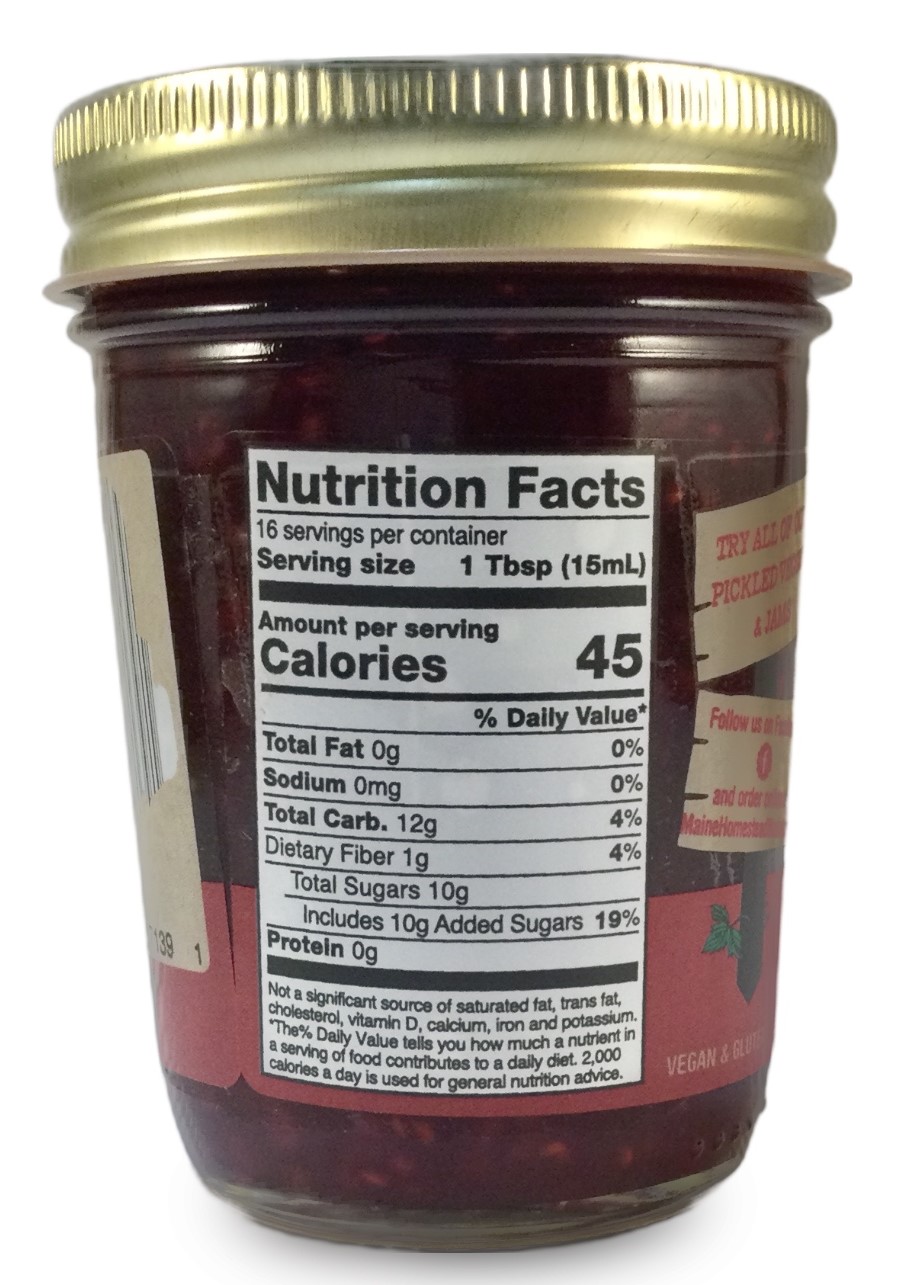 Nutrition Facts
16 servings per container
Serving size 1 Tbsp (15mL)
Amount per serving
Calories 45
% Daily Value*
Total Fat 0g 0%
Sodium 0mg 0%
Total Carb. 12g 4%
Dietary Fiber 1g 4%
Total Sugars 10g
Includes 10g Added Sugars 19%
Protein 0g
Not a significant source of saturated fat, trans fat,
cholesterol, vitamin D, calcium, iron and potassium.
*The% Daily Value tells you how much a nutrient in
a serving of food contributes to a daily diet. 2,000
calories a day is used for general nutrition advice.
139 1
TRY ALL OF
PICKLED
& JAMS
Follow us on
f
and order
VEGAN &